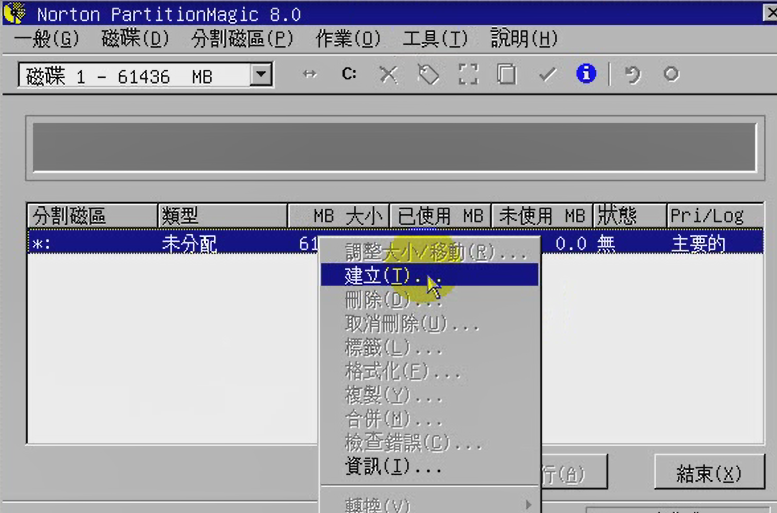 Norton PartitionMagic 8.0
一般(G) 磁碟(D) 分割磁區(P) 作業(O) 工具(T) 說明(H)
磁碟 1 - 61436 MB C:
分割磁區 類型 MB 大小 已使用 MB 未使用 MB 狀態 Pri/Log
*: 未分配 61 0.0 無 主要的
調整大小/移動(R)...
建立(T)...
刪除(D)...
取消刪除(U)...
標籤(L)...
格式化(F)...
複製(Y)...
合併(M)...
檢查錯誤(C)...
資訊(I)...
行(A) 結束(X)
轉換(V)